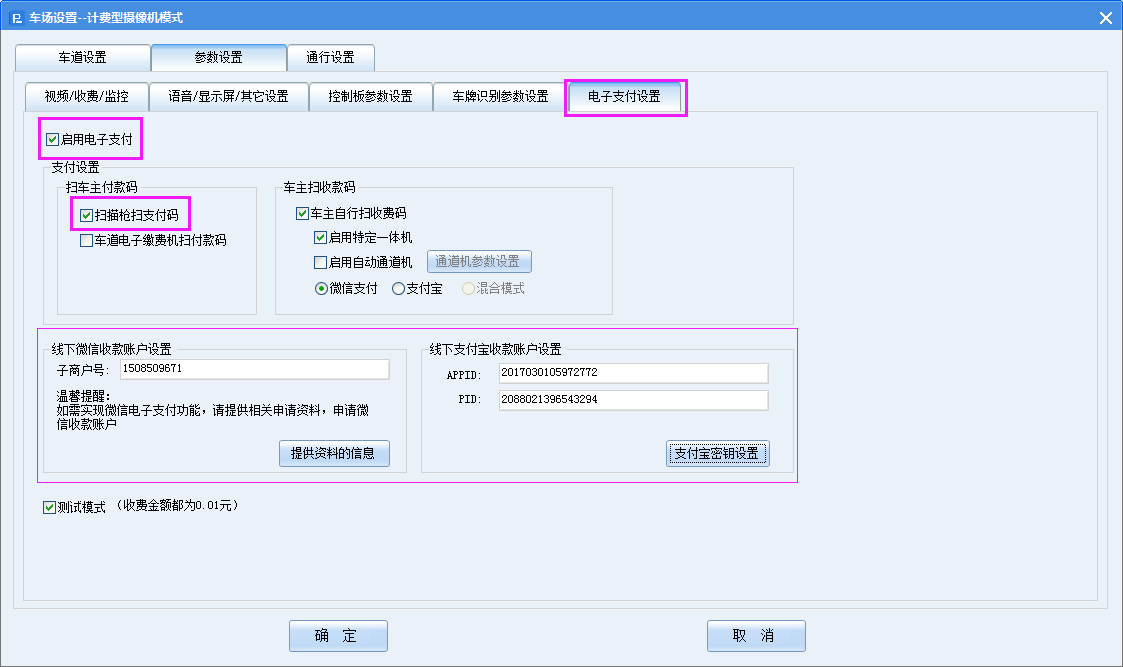 车场设置--计费型摄像机模式
车道设置 参数设置 通行设置
视频/收费/监控 语音/显示屏/其它设置 控制板参数设置 车牌识别参数设置 电子支付设置
启用电子支付
支付设置
扫车主付款码
扫描枪扫支付码
车道电子缴费机扫付款码
车主扫收款码
车主自行扫收费码
启用特定一体机
启用自动通道机 通道机参数设置
微信支付 支付宝 混合模式
线下微信收款账户设置
子商户号: 1508509671
温馨提醒:
如需实现微信电子支付功能，请提供相关申请资料，申请微
信收款账户
提供资料的信息
线下支付宝收款账户设置
APPID: 2017030105972772
PID: 2088021396543294
支付宝密钥设置
测试模式 （收费金额都为0.01元）
确 定 取 消